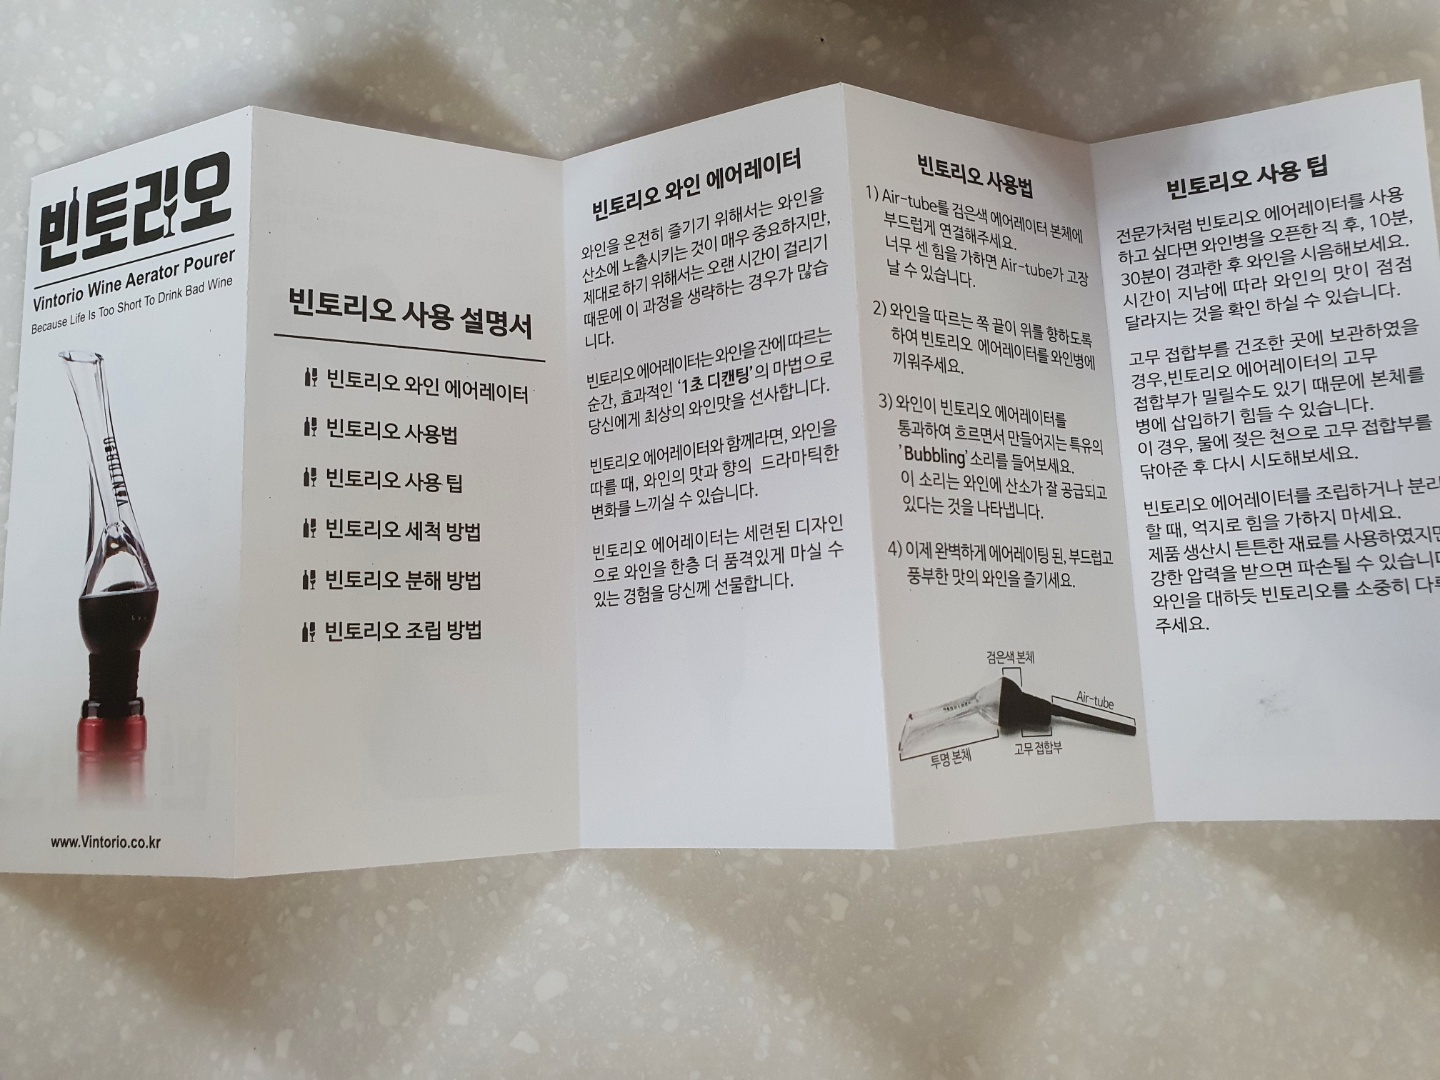 빈토리오
Vintorio Wine Aerator Pourer
Because Life Is Too Short To Drink Bad Wine
VINTORIO
www.Vintorio.co.kr
빈토리오 사용 설명서
빈토리오 와인 에어레이터
빈토리오 사용법
빈토리오 사용 팁
빈토리오 세척 방법
빈토리오 분해 방법
빈토리오 조립 방법
빈토리오 와인 에어레이터
와인을 온전히 즐기기 위해서는 와인을
산소에 노출시키는 것이 매우 중요하지만,
제대로 하기 위해서는 오랜 시간이 걸리기
때문에 이 과정을 생략하는 경우가 많습
니다.
빈토리오 에어레이터는 와인을 잔에 따르는
순간, 효과적인 '1초 디캔팅'의 마법으로
당신에게 최상의 와인맛을 선사합니다.
빈토리오 에어레이터와 함께라면, 와인을
따를 때, 와인의 맛과 향의 드라마틱한
변화를 느끼실 수 있습니다.
빈토리오 에어레이터는 세련된 디자인
으로 와인을 한층 더 품격있게 마실 수
있는 경험을 당신께 선물합니다.
빈토리오 사용법
1) Air-tube를 검은색 에어레이터 본체에
부드럽게 연결해주세요.
너무 센 힘을 가하면 Air-tube가 고장
날 수 있습니다.
2) 와인을 따르는 쪽 끝이 위를 향하도록
하여 빈토리오 에어레이터를 와인병에
끼워주세요.
3) 와인이 빈토리오 에어레이터를
통과하여 흐르면서 만들어지는 특유의
'Bubbling' 소리를 들어보세요.
이 소리는 와인에 산소가 잘 공급되고
있다는 것을 나타냅니다.
4) 이제 완벽하게 에어레이팅 된, 부드럽고
풍부한 맛의 와인을 즐기세요.
검은색 본체
Air-tube
투명 본체
고무 접합부
빈토리오 사용 팁
전문가처럼 빈토리오 에어레이터를 사용
하고 싶다면 와인병을 오픈한 직 후, 10분,
30분이 경과한 후 와인을 시음해보세요.
시간이 지남에 따라 와인의 맛이 점점
달라지는 것을 확인 하실 수 있습니다.
고무 접합부를 건조한 곳에 보관하였을
경우,빈토리오 에어레이터의 고무
접합부가 밀릴수도 있기 때문에 본체를
병에 삽입하기 힘들 수 있습니다.
이 경우, 물에 젖은 천으로 고무 접합부를
닦아준 후 다시 시도해보세요.
빈토리오 에어레이터를 조립하거나 분리
할 때, 억지로 힘을 가하지 마세요.
제품 생산시 튼튼한 재료를 사용하였지만
강한 압력을 받으면 파손될 수 있습니다
와인을 대하듯 빈토리오를 소중히 다루
주세요.